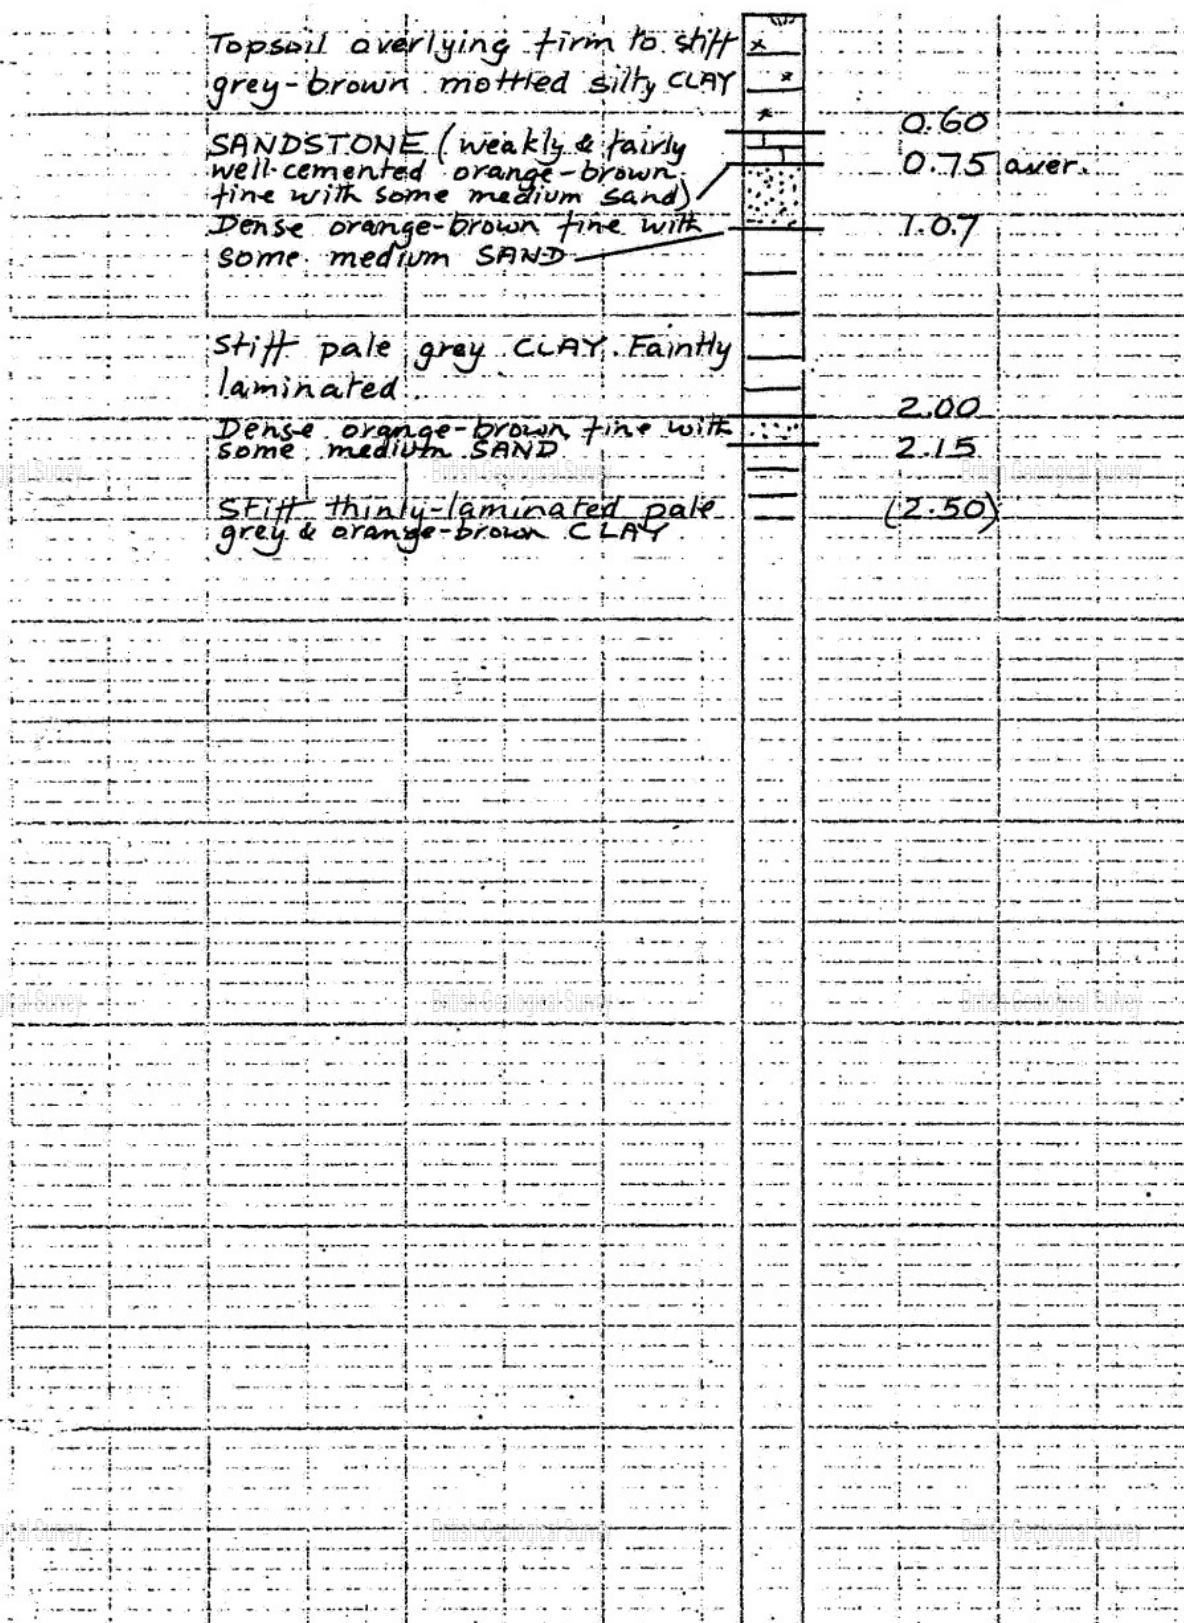 Topsoil overlying firm to stiff
grey-brown mottled silty CLAY
0.60
SANDSTONE (weakly & fairly
well-cemented orange-brown
fine with some medium sand)
0.75 aver.
Dense orange-brown fine with
some medium SAND
1.07
Stiff pale grey CLAY. Faintly
laminated.
2.00
Dense orange-brown fine with
some medium SAND
2.15
British Geological Survey
British Geological Survey
Stiff thinly-laminated pale
grey & orange-brown CLAY
(2.50)
British Geological Survey
British Geological Survey
British Geological Survey
British Geological Survey